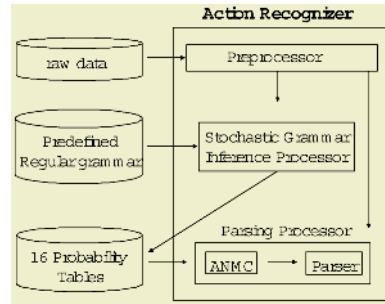 Action Recognizer
raw data
Preprocessor
Predefined
Regular grammar
Stochastic Grammar
Inference Processor
Parsing Processor
16 Probability
Tables
ANMC
Parser